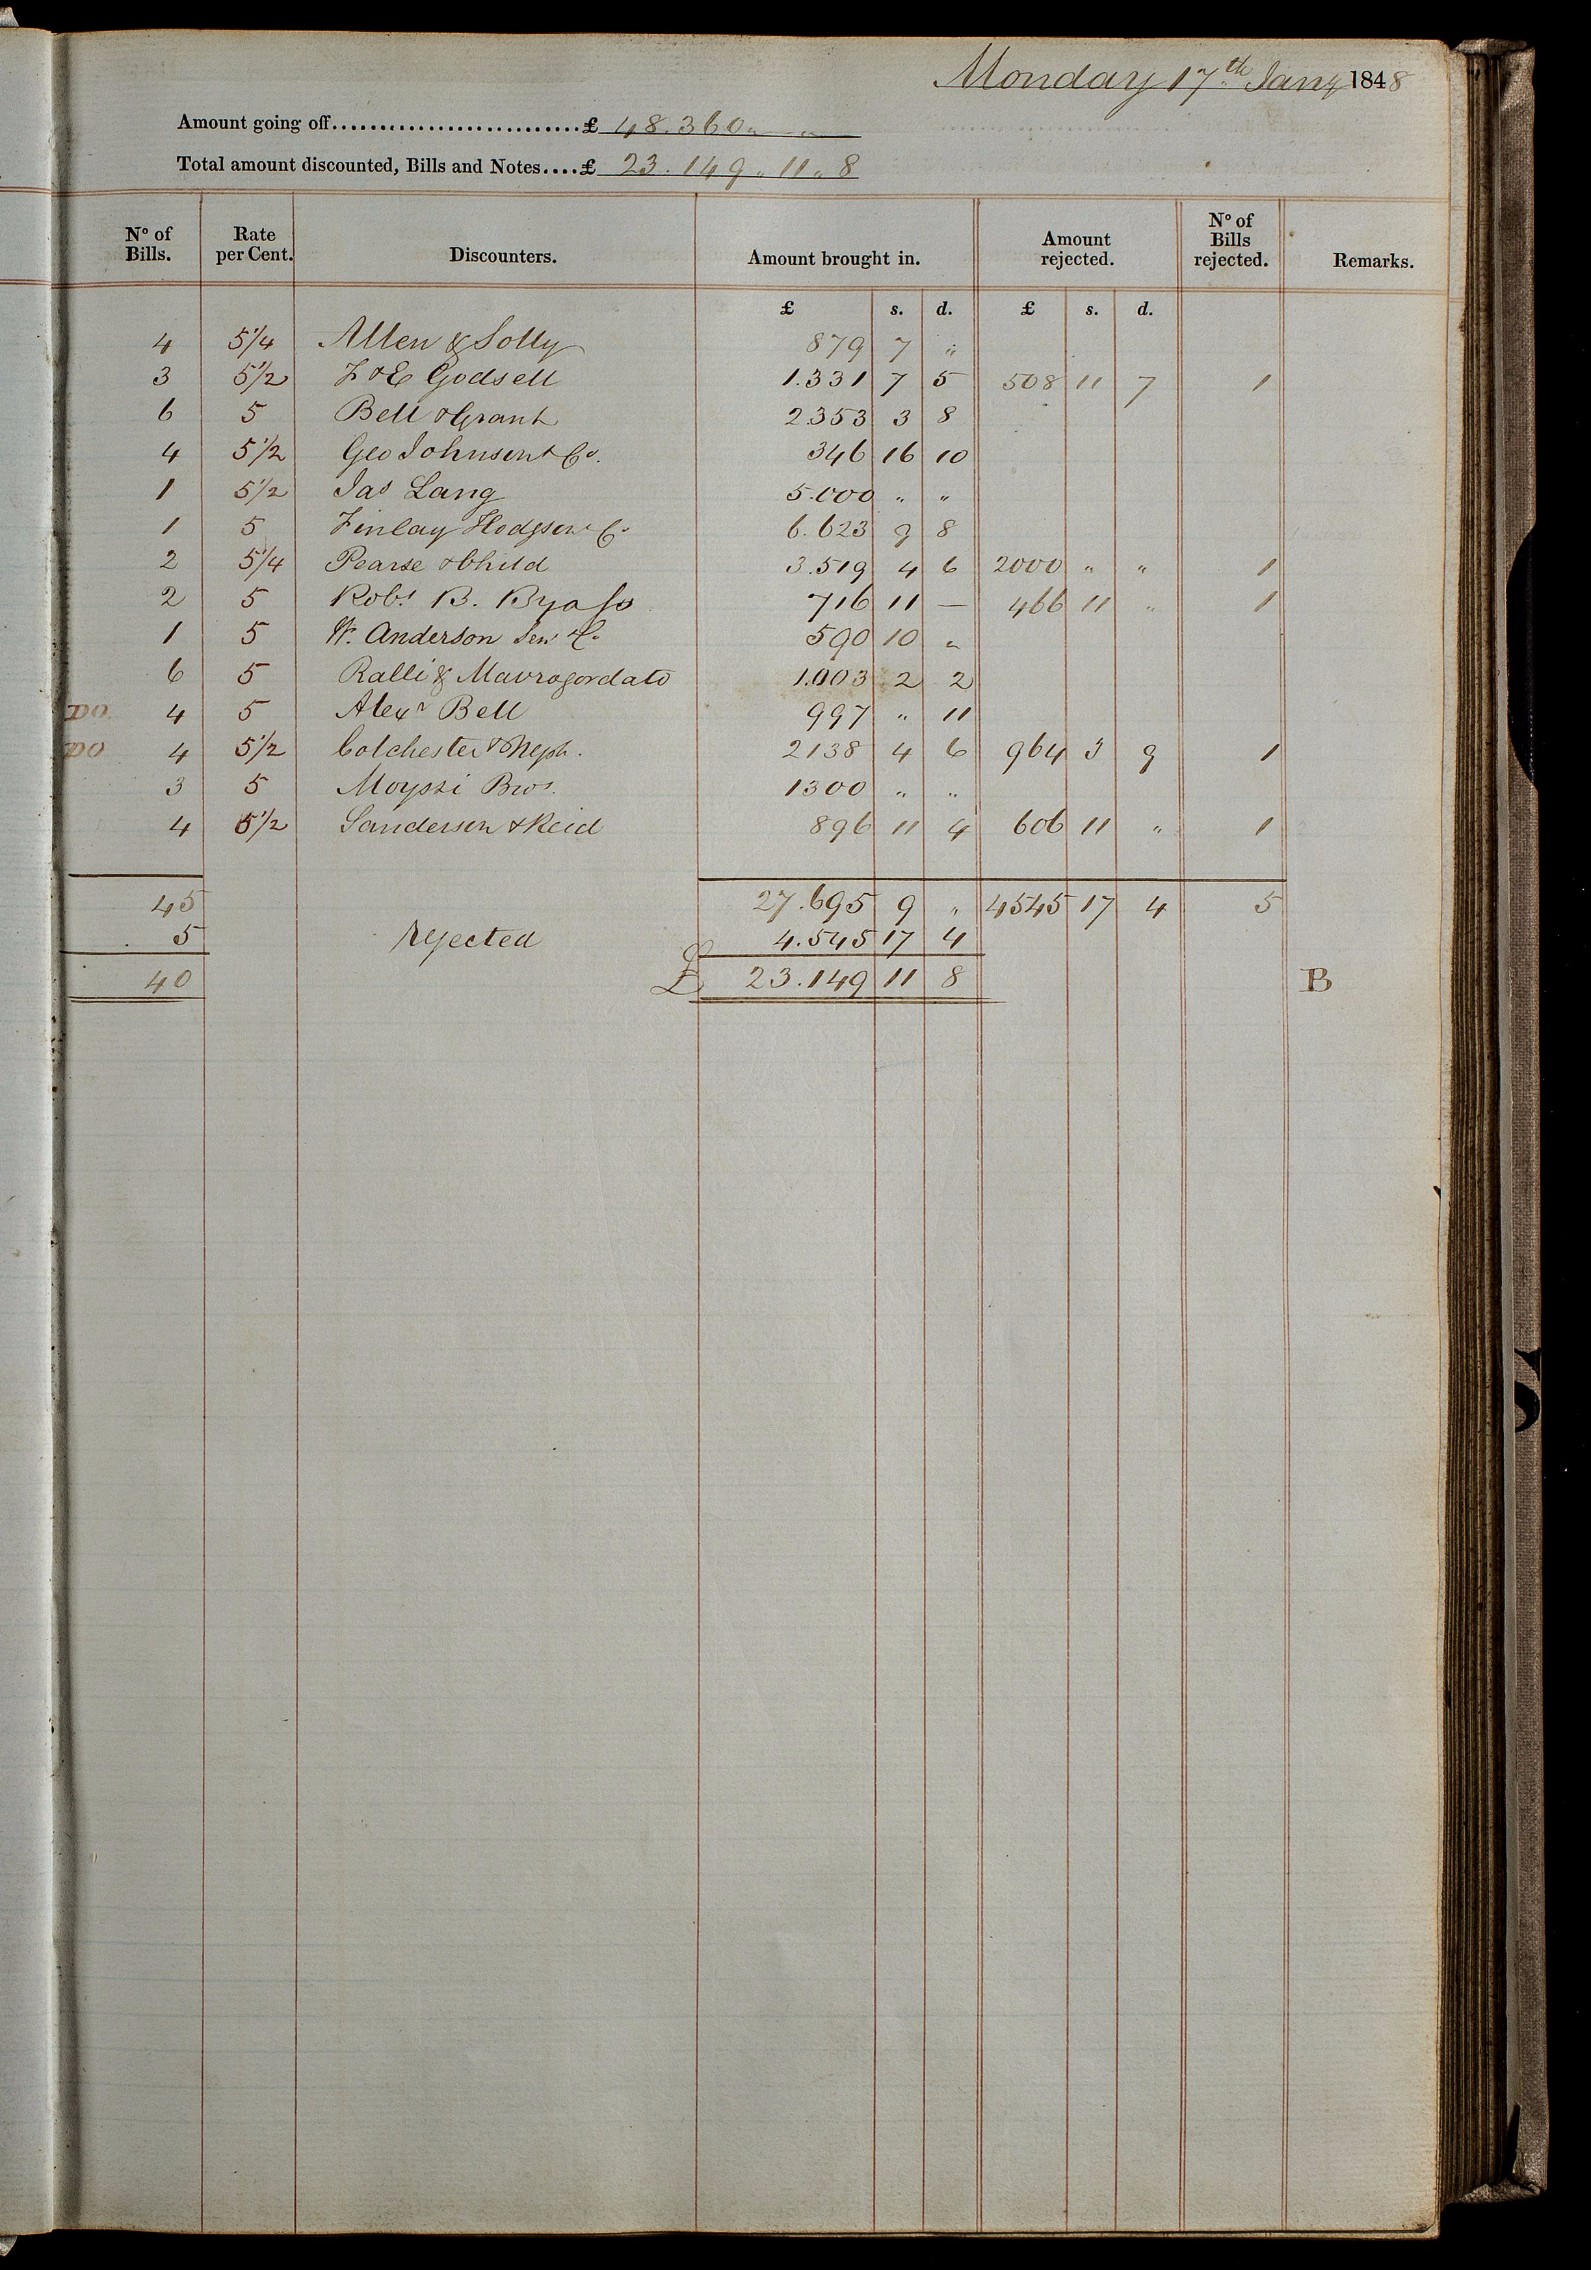 Monday 17th Jany 1848
Amount going off...........................£ 48.360 " — "
Total amount discounted, Bills and Notes....£ 23.149 " 11 " 8
No of Bills. Rate per Cent. Discounters. Amount brought in. Amount rejected. No of Bills rejected. Remarks.
£ s. d. £ s. d.
4 5 1/4 Allen & Solly 879 7 "
3 5 1/2 F & E Godsell 1.331 7 5 508 11 7 1
6 5 Bell & Grant 2353 3 8
4 5 1/2 Geo Johnson & Co. 346 16 10
1 5 1/2 Jas Lang 5.000 " "
1 5 Finlay Hodgson & Co 6.623 9 8
2 5 1/4 Pearse & Child 3.519 4 6 2000 " " 1
2 5 Robt B. Byass 716 11 — 466 11 " 1
1 5 W. Anderson Sen & Co 590 10 "
6 5 Ralli & Mavrogordato 1.003 2 2
DO 4 5 Alexr Bell 997 " 11
DO 4 5 1/2 Colchester & Neph. 2138 4 6 964 3 9 1
3 5 Moyssi Bros. 1300 " "
4 5 1/2 Sanderson & Reid 896 11 4 606 11 " 1
45 27.695 9 " 4545 17 4 5
5 Rejected 4.545 17 4
40 £ 23.149 11 8 B